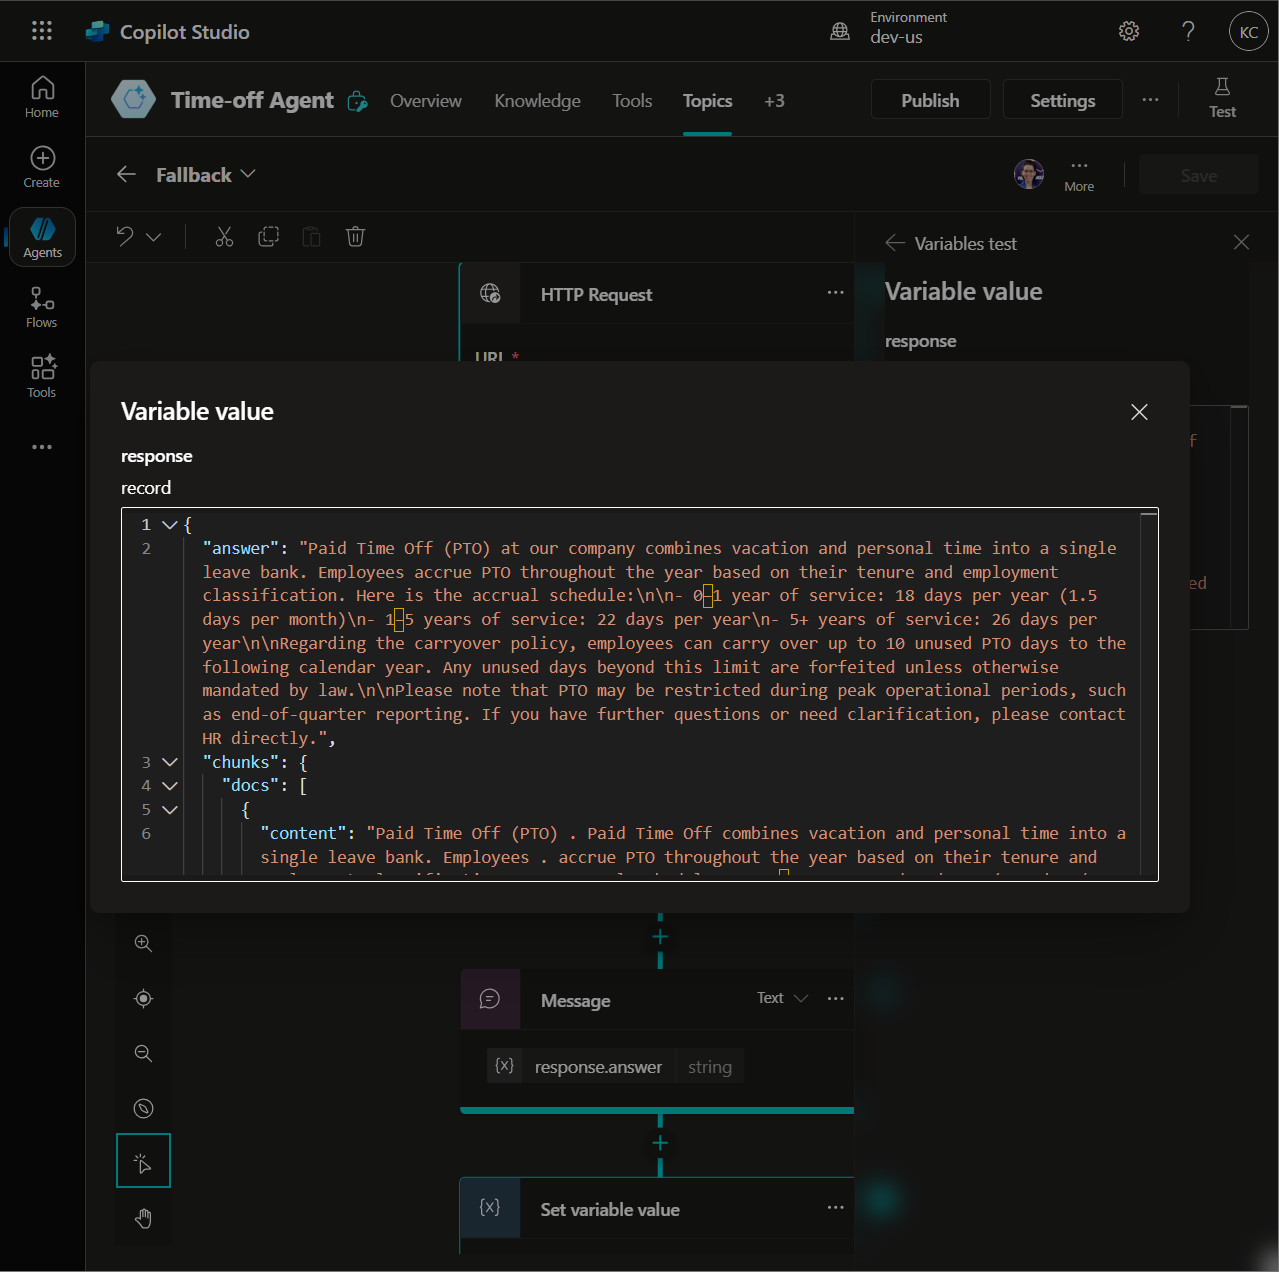 Copilot Studio
Environment
dev-us
KC
Home
Create
Agents
Flows
Tools
Time-off Agent
Overview
Knowledge
Tools
Topics
+3
Publish
Settings
Test
Fallback
More
Save
Variables test
HTTP Request
Variable value
response
URL *
Variable value
response
record
1 {
2 "answer": "Paid Time Off (PTO) at our company combines vacation and personal time into a single
leave bank. Employees accrue PTO throughout the year based on their tenure and employment
classification. Here is the accrual schedule:\n\n- 0–1 year of service: 18 days per year (1.5
days per month)\n- 1–5 years of service: 22 days per year\n- 5+ years of service: 26 days per
year\n\nRegarding the carryover policy, employees can carry over up to 10 unused PTO days to the
following calendar year. Any unused days beyond this limit are forfeited unless otherwise
mandated by law.\n\nPlease note that PTO may be restricted during peak operational periods, such
as end-of-quarter reporting. If you have further questions or need clarification, please contact
HR directly.",
3 "chunks": {
4 "docs": [
5 {
6 "content": "Paid Time Off (PTO) . Paid Time Off combines vacation and personal time into a
single leave bank. Employees . accrue PTO throughout the year based on their tenure and
Message
Text
{x} response.answer string
{x} Set variable value